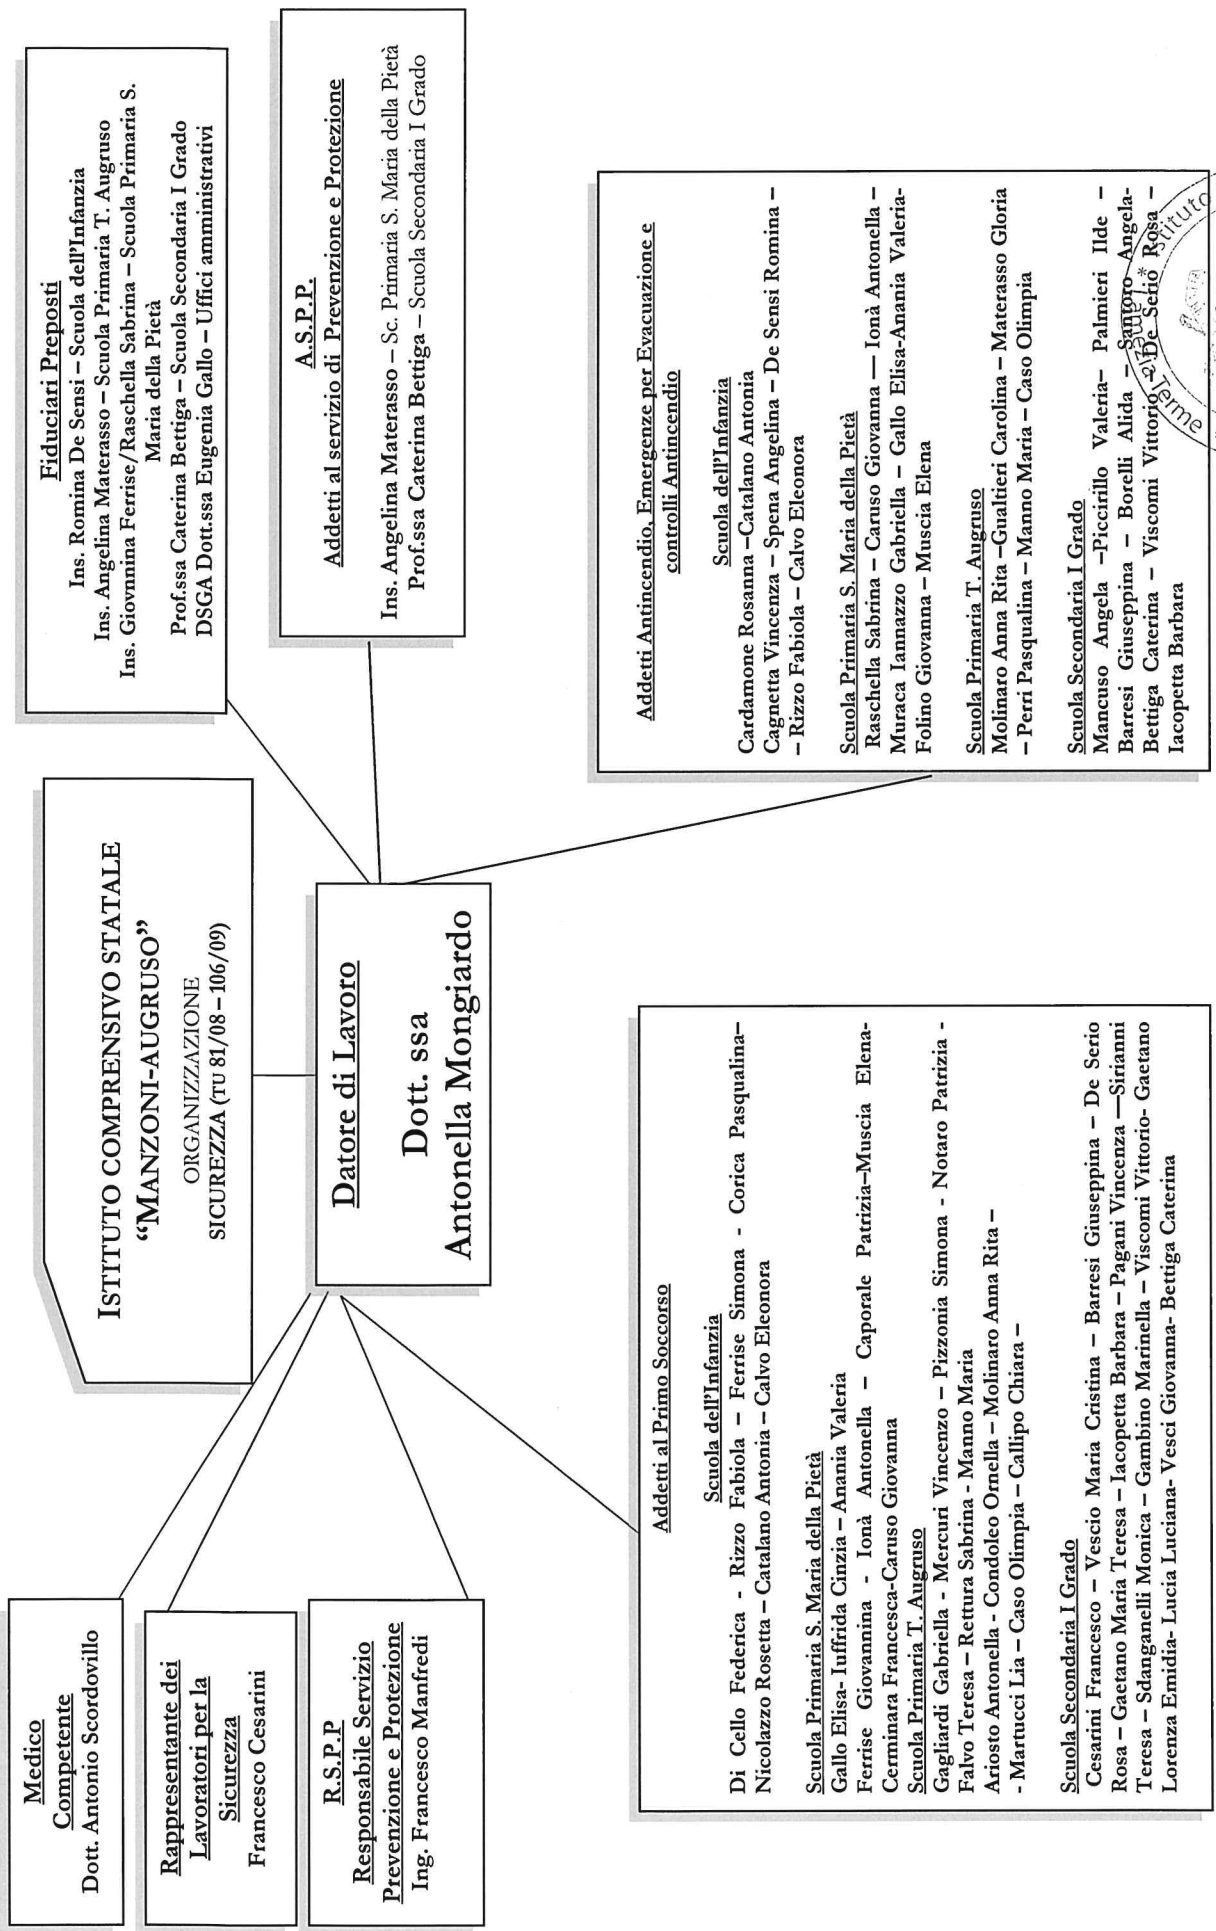 Medico
Competente
Dott. Antonio Scordovillo
Rappresentante dei
Lavoratori per la
Sicurezza
Francesco Cesarini
R.S.P.P
Responsabile Servizio
Prevenzione e Protezione
Ing. Francesco Manfredi
ISTITUTO COMPRENSIVO STATALE
“MANZONI-AUGRUSO”
ORGANIZZAZIONE
SICUREZZA (TU 81/08 – 106/09)
Datore di Lavoro
Dott. ssa
Antonella Mongiardo
Fiduciari Preposti
Ins. Romina De Sensi – Scuola dell'Infanzia
Ins. Angelina Materasso – Scuola Primaria T. Augruso
Ins. Giovannina Ferrise/Raschella Sabrina – Scuola Primaria S.
Maria della Pietà
Prof.ssa Caterina Bettiga – Scuola Secondaria I Grado
DSGA Dott.ssa Eugenia Gallo – Uffici amministrativi
A.S.P.P.
Addetti al servizio di Prevenzione e Protezione
Ins. Angelina Materasso – Sc. Primaria S. Maria della Pietà
Prof.ssa Caterina Bettiga – Scuola Secondaria I Grado
Addetti al Primo Soccorso
Scuola dell'Infanzia
Di Cello Federica - Rizzo Fabiola – Ferrise Simona - Corica Pasqualina–
Nicolazzo Rosetta – Catalano Antonia – Calvo Eleonora
Scuola Primaria S. Maria della Pietà
Gallo Elisa- Iuffrida Cinzia – Anania Valeria
Ferrise Giovannina - Ionà Antonella – Caporale Patrizia–Muscia Elena-
Cerminara Francesca-Caruso Giovanna
Scuola Primaria T. Augruso
Gagliardi Gabriella - Mercuri Vincenzo – Pizzonia Simona - Notaro Patrizia -
Falvo Teresa – Rettura Sabrina - Manno Maria
Ariosto Antonella - Condoleo Ornella – Molinaro Anna Rita –
- Martucci Lia – Caso Olimpia – Callipo Chiara –
Scuola Secondaria I Grado
Cesarini Francesco – Vescio Maria Cristina – Barresi Giuseppina – De Serio
Rosa – Gaetano Maria Teresa – Iacopetta Barbara – Pagani Vincenza —Sirianni
Teresa – Sdanganelli Monica – Gambino Marinella – Viscomi Vittorio- Gaetano
Lorenza Emidia- Lucia Luciana- Vesci Giovanna- Bettiga Caterina
Addetti Antincendio, Emergenze per Evacuazione e
controlli Antincendio
Scuola dell'Infanzia
Cardamone Rosanna –Catalano Antonia
Cagnetta Vincenza – Spena Angelina – De Sensi Romina –
– Rizzo Fabiola – Calvo Eleonora
Scuola Primaria S. Maria della Pietà
Raschella Sabrina – Caruso Giovanna — Ionà Antonella –
Muraca Iannazzo Gabriella – Gallo Elisa-Anania Valeria-
Folino Giovanna – Muscia Elena
Scuola Primaria T. Augruso
Molinaro Anna Rita –Gualtieri Carolina – Materasso Gloria
– Perri Pasqualina – Manno Maria – Caso Olimpia
Scuola Secondaria I Grado
Mancuso Angela –Piccirillo Valeria– Palmieri Ilde –
Barresi Giuseppina – Borelli Alida – Santoro Angela-
Bettiga Caterina – Viscomi Vittorio – De Serio Rosa –
Iacopetta Barbara
Terme